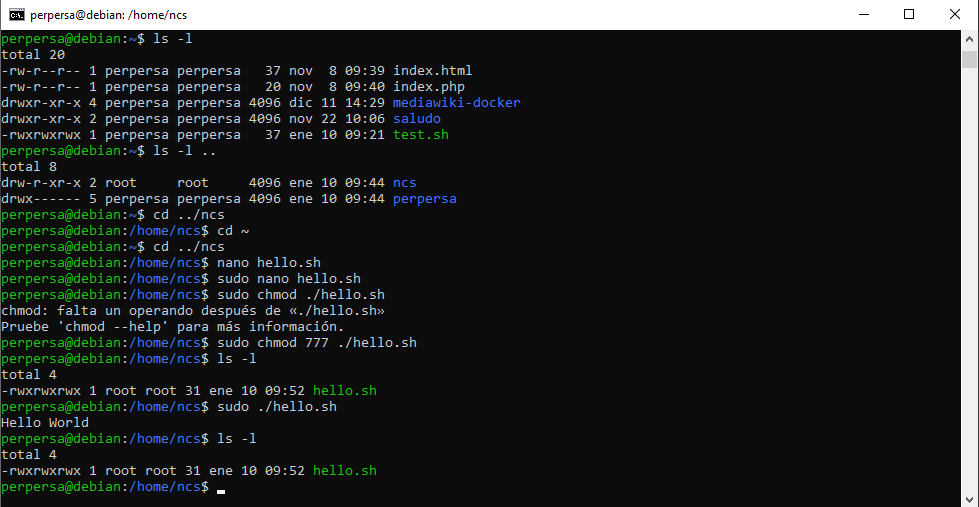 perpersa@debian: /home/ncs
perpersa@debian:~$ ls -l
total 20
-rw-r--r-- 1 perpersa perpersa   37 nov  8 09:39 index.html
-rw-r--r-- 1 perpersa perpersa   20 nov  8 09:40 index.php
drwxr-xr-x 4 perpersa perpersa 4096 dic 11 14:29 mediawiki-docker
drwxr-xr-x 2 perpersa perpersa 4096 nov 22 10:06 saludo
-rwxrwxrwx 1 perpersa perpersa   37 ene 10 09:21 test.sh
perpersa@debian:~$ ls -l ..
total 8
drw-r-xr-x 2 root     root     4096 ene 10 09:44 ncs
drwx------ 5 perpersa perpersa 4096 ene 10 09:44 perpersa
perpersa@debian:~$ cd ../ncs
perpersa@debian:/home/ncs$ cd ~
perpersa@debian:~$ cd ../ncs
perpersa@debian:/home/ncs$ nano hello.sh
perpersa@debian:/home/ncs$ sudo nano hello.sh
perpersa@debian:/home/ncs$ sudo chmod ./hello.sh
chmod: falta un operando después de «./hello.sh»
Pruebe 'chmod --help' para más información.
perpersa@debian:/home/ncs$ sudo chmod 777 ./hello.sh
perpersa@debian:/home/ncs$ ls -l
total 4
-rwxrwxrwx 1 root root 31 ene 10 09:52 hello.sh
perpersa@debian:/home/ncs$ sudo ./hello.sh
Hello World
perpersa@debian:/home/ncs$ ls -l
total 4
-rwxrwxrwx 1 root root 31 ene 10 09:52 hello.sh
perpersa@debian:/home/ncs$